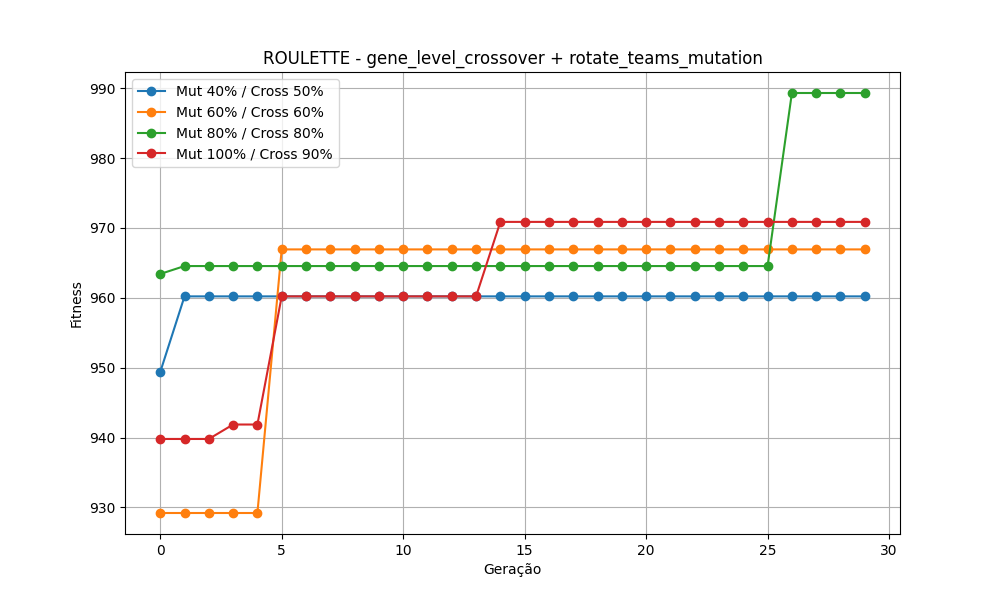 ROULETTE - gene_level_crossover + rotate_teams_mutation
Mut 40% / Cross 50%
Mut 60% / Cross 60%
Mut 80% / Cross 80%
Mut 100% / Cross 90%
990
980
970
960
950
940
930
Fitness
0 5 10 15 20 25 30
Geração